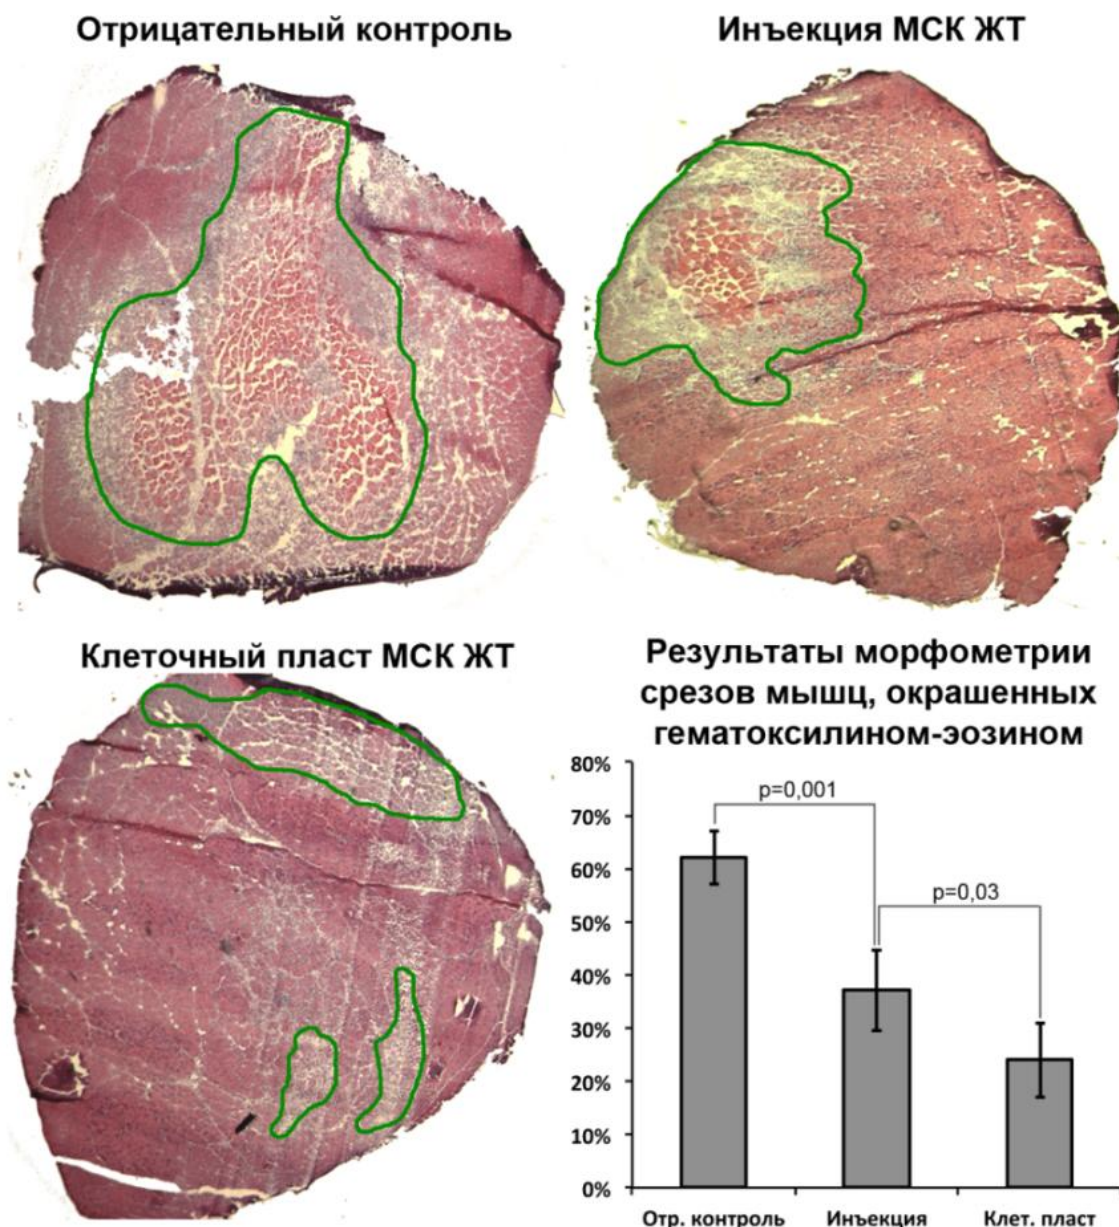 Отрицательный контроль
Инъекция МСК ЖТ
Клеточный пласт МСК ЖТ
Результаты морфометрии
срезов мышц, окрашенных
гематоксилином-эозином
80%
70%
60%
50%
40%
30%
20%
10%
0%
p=0,001
p=0,03
Отр. контроль
Инъекция
Клет. пласт